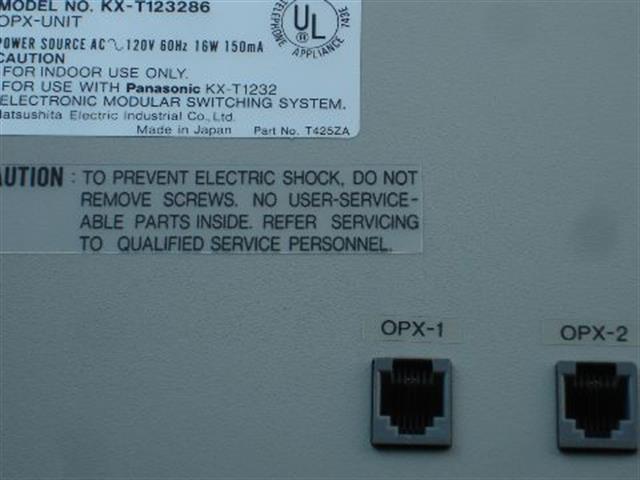 MODEL NO. KX-T123286
OPX-UNIT
POWER SOURCE AC 120V 60Hz 16W 150mA
CAUTION
FOR INDOOR USE ONLY.
FOR USE WITH Panasonic KX-T1232
ELECTRONIC MODULAR SWITCHING SYSTEM.
Matsushita Electric Industrial Co., Ltd.
Made in Japan Part No. T425ZA
UL
APPLIANCE 743E
CAUTION : TO PREVENT ELECTRIC SHOCK, DO NOT
REMOVE SCREWS. NO USER-SERVICE-
ABLE PARTS INSIDE. REFER SERVICING
TO QUALIFIED SERVICE PERSONNEL.
OPX-1
OPX-2